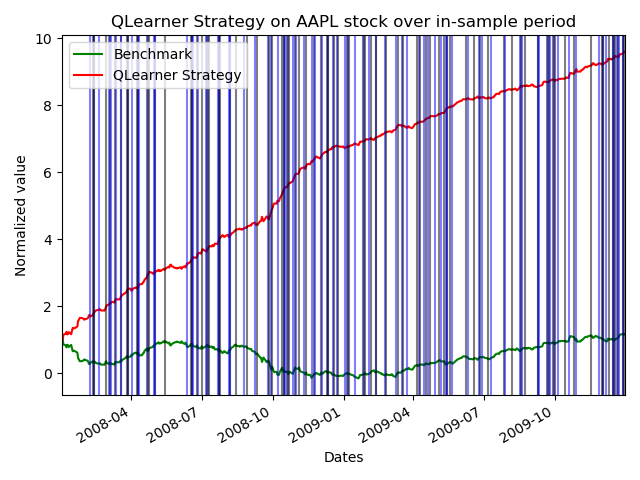 QLearner Strategy on AAPL stock over in-sample period
Benchmark
QLearner Strategy
Normalized value
10
8
6
4
2
0
2008-04
2008-07
2008-10
2009-01
2009-04
2009-07
2009-10
Dates